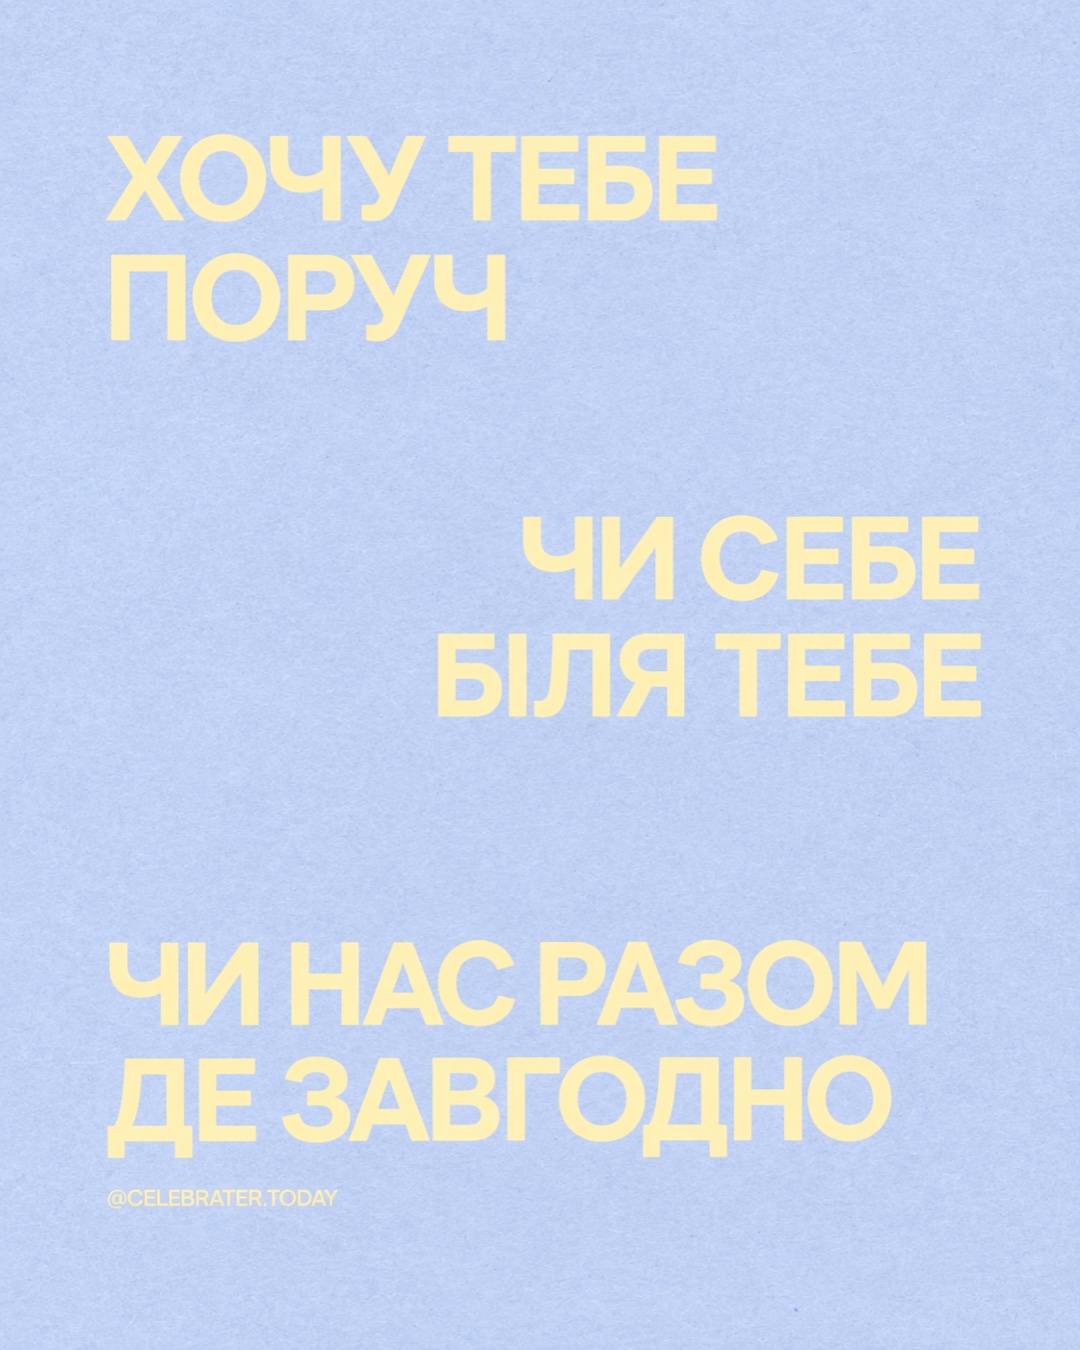 ХОЧУ ТЕБЕ
ПОРУЧ
ЧИ СЕБЕ
БІЛЯ ТЕБЕ
ЧИ НАС РАЗОМ
ДЕ ЗАВГОДНО
@CELEBRATER.TODAY